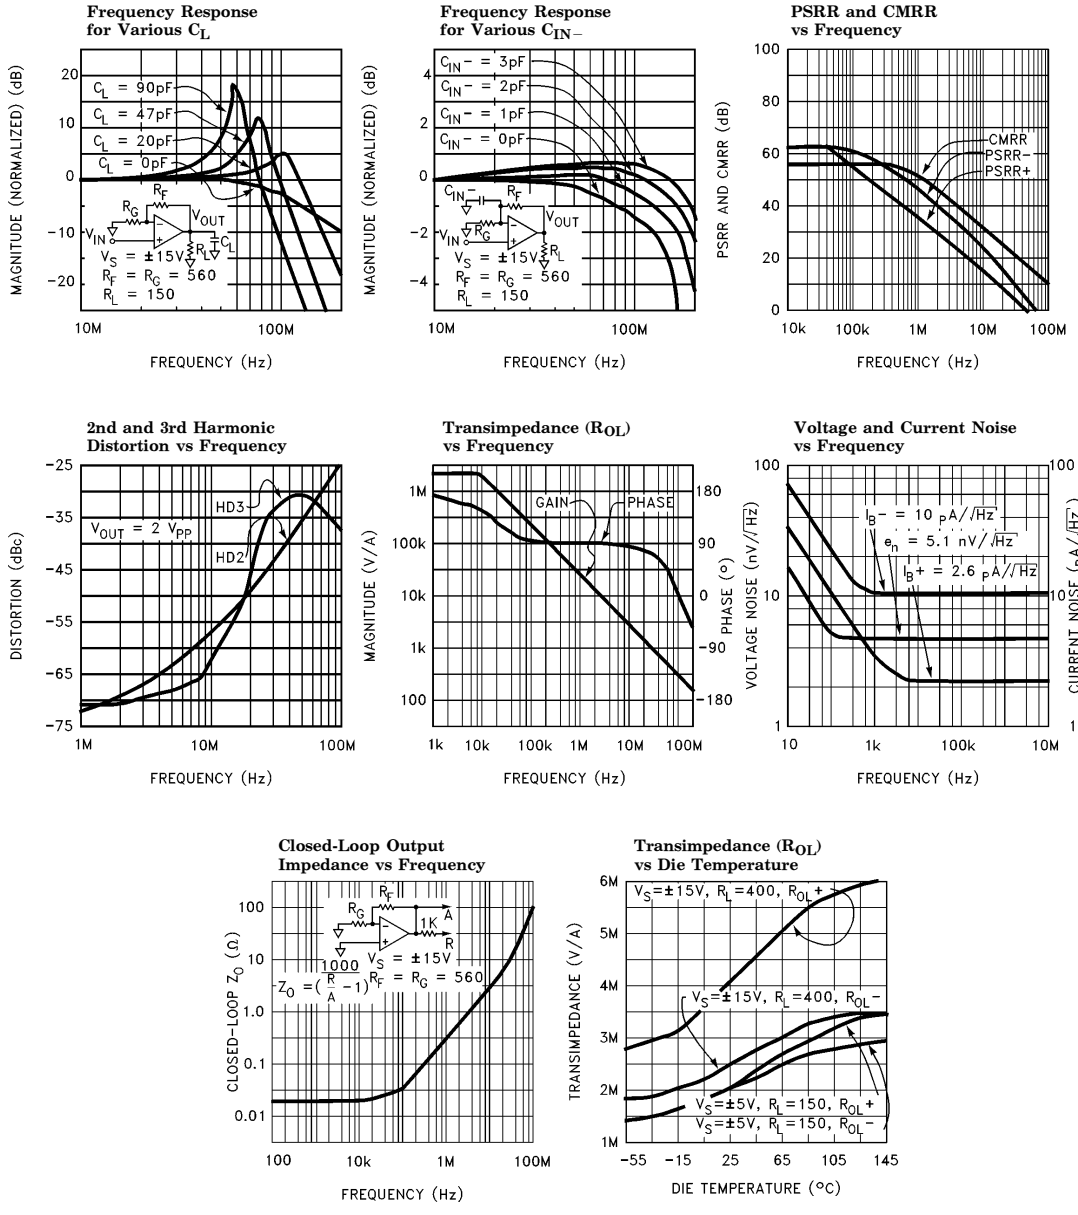 Frequency Response
for Various CL
MAGNITUDE (NORMALIZED) (dB)
20
10
0
-10
-20
CL = 90pF
CL = 47pF
CL = 20pF
CL = 0pF
RF
RG
VOUT
VIN
-
+
RL
CL
VS = ±15V
RF = RG = 560
RL = 150
10M 100M
FREQUENCY (Hz)
Frequency Response
for Various CIN-
MAGNITUDE (NORMALIZED) (dB)
4
2
0
-2
-4
CIN- = 3pF
CIN- = 2pF
CIN- = 1pF
CIN- = 0pF
CIN-
RF
RG
VOUT
VIN
-
+
RL
VS = ±15V
RF = RG = 560
RL = 150
10M 100M
FREQUENCY (Hz)
PSRR and CMRR
vs Frequency
PSRR AND CMRR (dB)
100
80
60
40
20
0
CMRR
PSRR-
PSRR+
10k 100k 1M 10M 100M
FREQUENCY (Hz)
2nd and 3rd Harmonic
Distortion vs Frequency
DISTORTION (dBc)
-25
-35
-45
-55
-65
-75
HD3
VOUT = 2 VPP
HD2
1M 10M 100M
FREQUENCY (Hz)
Transimpedance (ROL)
vs Frequency
MAGNITUDE (V/A)
1M
100k
10k
1k
100
GAIN
PHASE
180
90
0
-90
-180
PHASE (°)
1k 10k 100k 1M 10M 100M
FREQUENCY (Hz)
Voltage and Current Noise
vs Frequency
VOLTAGE NOISE (nV/√Hz)
100
10
1
IB- = 10 pA/√Hz
en = 5.1 nV/√Hz
IB+ = 2.6 pA/√Hz
100
10
1
CURRENT NOISE (pA/√Hz)
10 1k 100k 10M
FREQUENCY (Hz)
Closed-Loop Output
Impedance vs Frequency
CLOSED-LOOP ZO (Ω)
100
10
1.0
0.1
0.01
RF
RG
A
1K
R
-
+
VS = ±15V
RF = RG = 560
ZO = (1000/(R/A -1)
100 10k 1M 100M
FREQUENCY (Hz)
Transimpedance (ROL)
vs Die Temperature
TRANSIMPEDANCE (V/A)
6M
5M
4M
3M
2M
1M
VS=±15V, RL=400, ROL+
VS=±15V, RL=400, ROL-
VS=±5V, RL=150, ROL+
VS=±5V, RL=150, ROL-
-55 -15 25 65 105 145
DIE TEMPERATURE (°C)